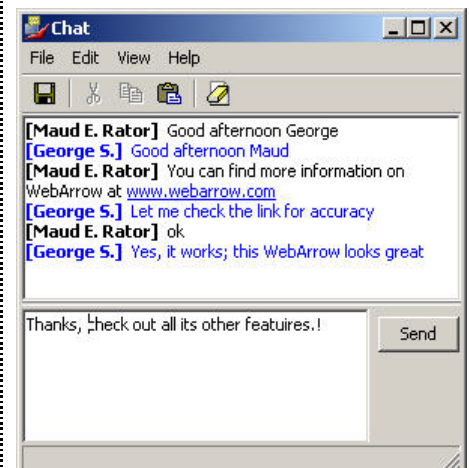 Chat
File Edit View Help
[Maud E. Rator] Good afternoon George
[George S.] Good afternoon Maud
[Maud E. Rator] You can find more information on
WebArrow at www.webarrow.com
[George S.] Let me check the link for accuracy
[Maud E. Rator] ok
[George S.] Yes, it works; this WebArrow looks great
Thanks, check out all its other featuires.!
Send